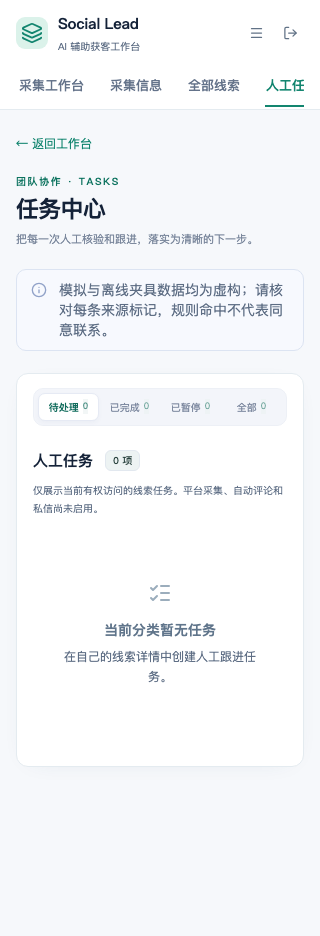 Social Lead
AI 辅助获客工作台
采集工作台 采集信息 全部线索 人工任
← 返回工作台
团队协作 · TASKS
任务中心
把每一次人工核验和跟进，落实为清晰的下一步。
模拟与离线夹具数据均为虚构；请核
对每条来源标记，规则命中不代表同
意联系。
待处理 0 已完成 0 已暂停 0 全部 0
人工任务 0 项
仅展示当前有权访问的线索任务。平台采集、自动评论和
私信尚未启用。
当前分类暂无任务
在自己的线索详情中创建人工跟进任
务。